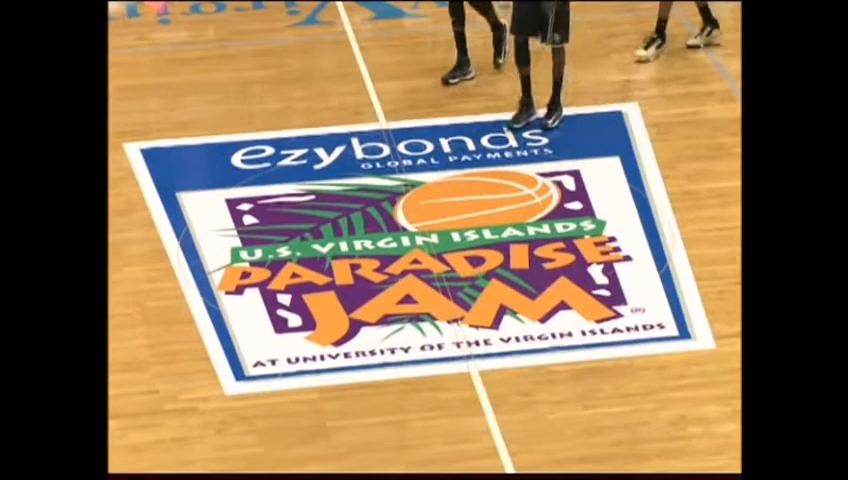 ezybonds
GLOBAL PAYMENTS
U.S. VIRGIN ISLANDS
PARADISE
JAM
AT UNIVERSITY OF THE VIRGIN ISLANDS